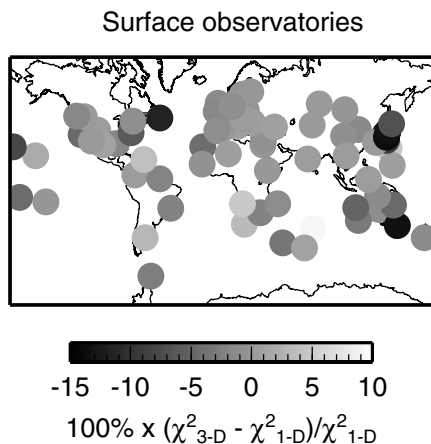 Surface observatories
-15 -10 -5 0 5 10
100% x (χ²₃₋D - χ²₁₋D)/χ²₁₋D